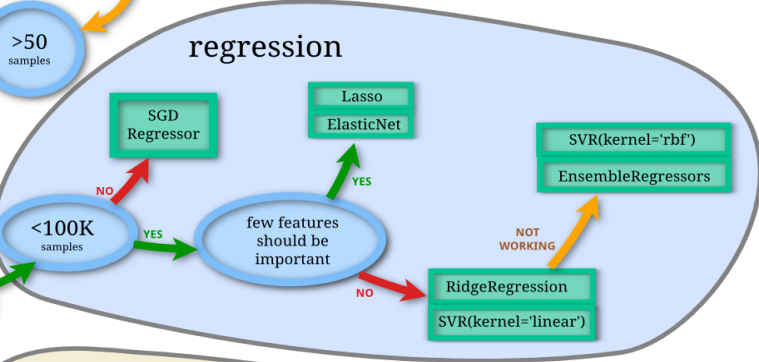 >50
samples
regression
SGD
Regressor
Lasso
ElasticNet
SVR(kernel='rbf')
EnsembleRegressors
NO
YES
<100K
samples
YES
few features
should be
important
NOT
WORKING
NO
RidgeRegression
SVR(kernel='linear')